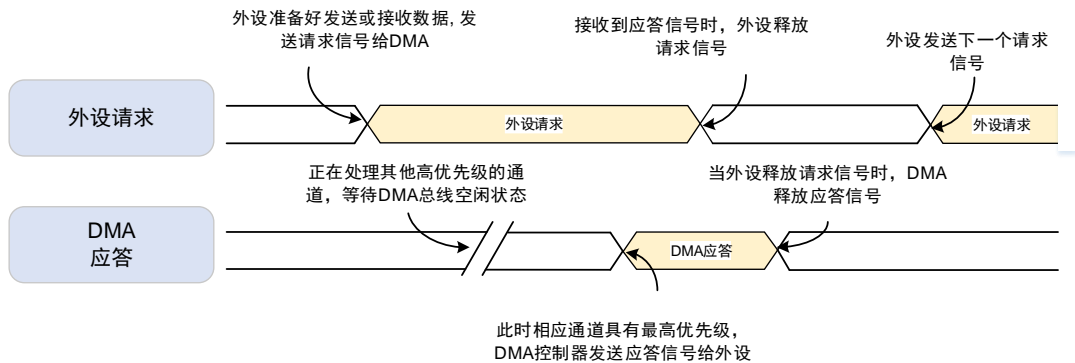 外设准备好发送或接收数据, 发
送请求信号给DMA
接收到应答信号时，外设释放
请求信号
外设发送下一个请求
信号
外设请求
外设请求
外设请求
正在处理其他高优先级的通
道，等待DMA总线空闲状态
当外设释放请求信号时，DMA
释放应答信号
DMA
应答
DMA应答
此时相应通道具有最高优先级，
DMA控制器发送应答信号给外设